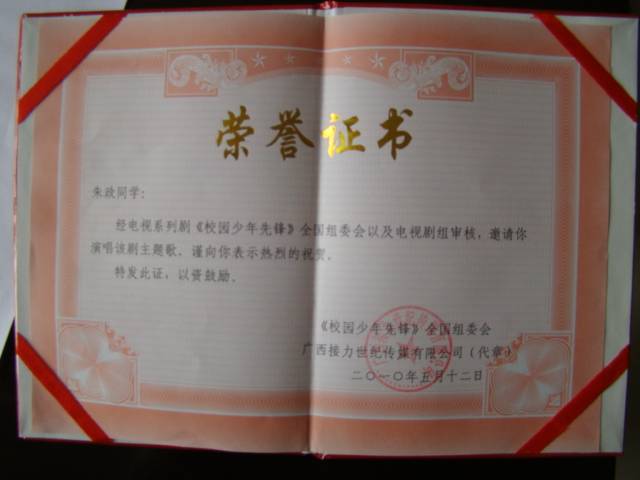 荣誉证书
朱政同学：
经电视系列剧《校园少年先锋》全国组委会以及电视剧组审核，邀请你
演唱该剧主题歌。谨向你表示热烈的祝贺。
特发此证，以资鼓励。
《校园少年先锋》全国组委会
广西接力世纪传媒有限公司（代章）
二〇一〇年五月十二日